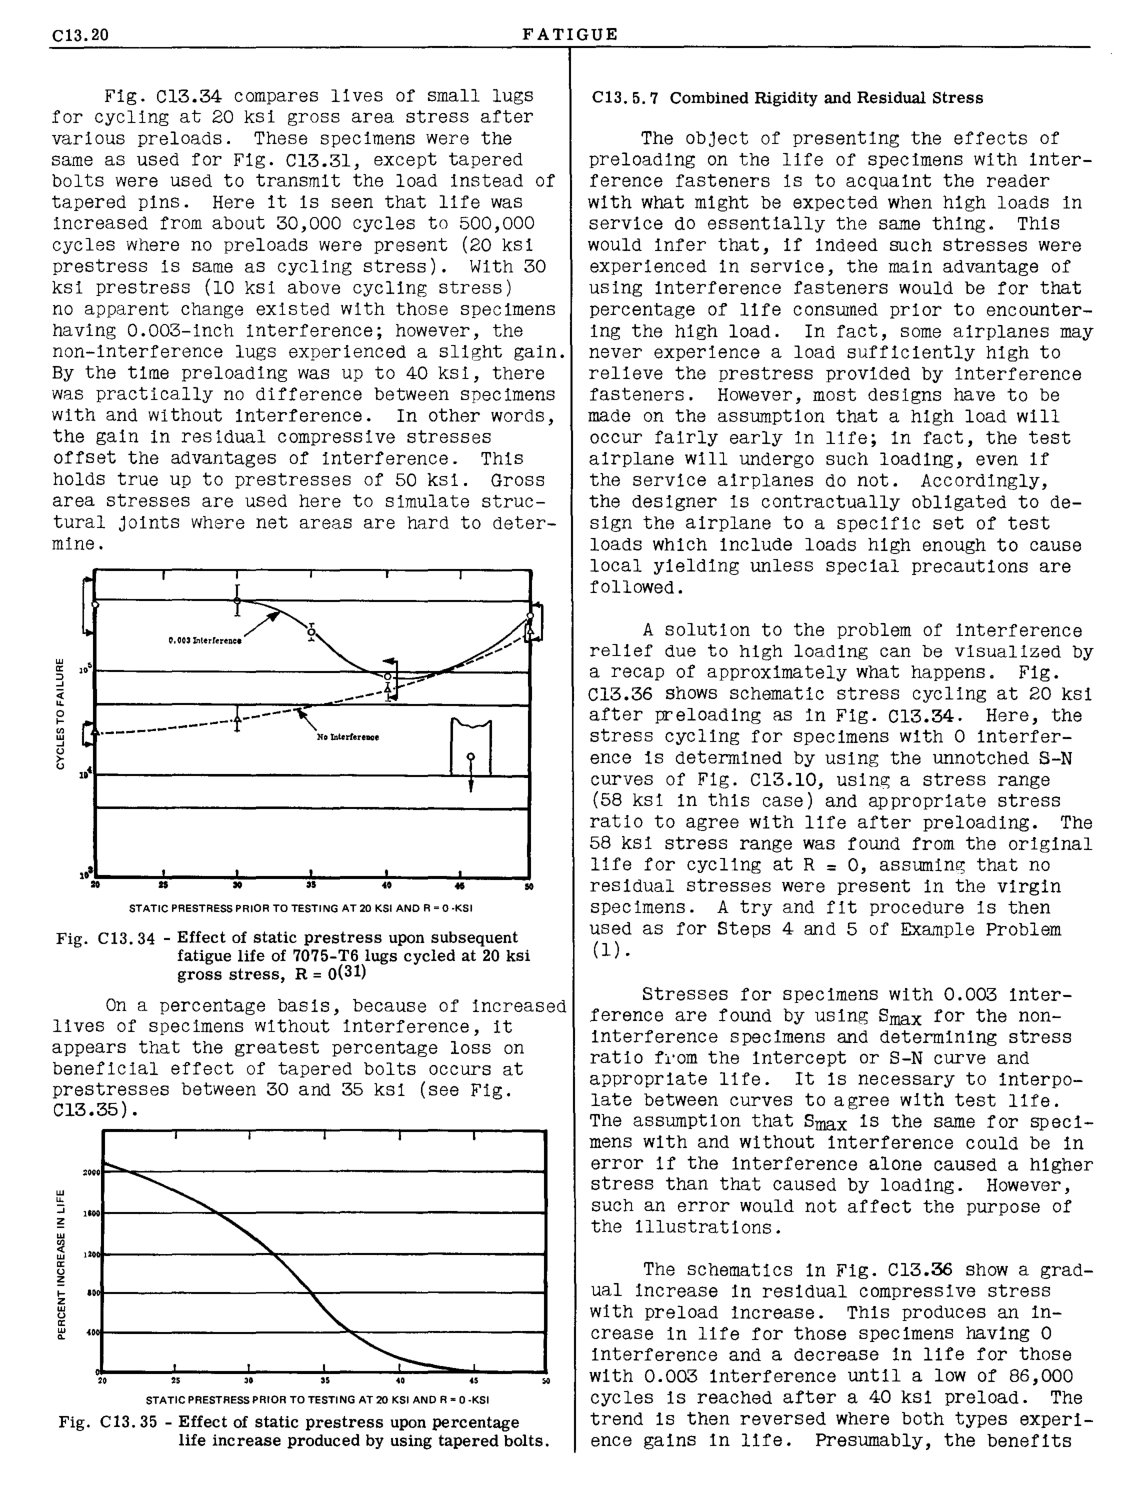 C13.20
FATIGUE
Fig. C13.34 compares lives of small lugs
for cycling at 20 ksi gross area stress after
various preloads. These specimens were the
same as used for Fig. C13.31, except tapered
bolts were used to transmit the load instead of
tapered pins. Here it is seen that life was
increased from about 30,000 cycles to 500,000
cycles where no preloads were present (20 ksi
prestress is same as cycling stress). With 30
ksi prestress (10 ksi above cycling stress)
no apparent change existed with those specimens
having 0.003-inch interference; however, the
non-interference lugs experienced a slight gain.
By the time preloading was up to 40 ksi, there
was practically no difference between specimens
with and without interference. In other words,
the gain in residual compressive stresses
offset the advantages of interference. This
holds true up to prestresses of 50 ksi. Gross
area stresses are used here to simulate struc-
tural joints where net areas are hard to deter-
mine.
0.003 Interference
No Interference
CYCLES TO FAILURE
10⁵
10⁴
10³
20 25 30 35 40 45 50
STATIC PRESTRESS PRIOR TO TESTING AT 20 KSI AND R = 0 -KSI
Fig. C13.34 - Effect of static prestress upon subsequent
fatigue life of 7075-T6 lugs cycled at 20 ksi
gross stress, R = 0(31)
On a percentage basis, because of increased
lives of specimens without interference, it
appears that the greatest percentage loss on
beneficial effect of tapered bolts occurs at
prestresses between 30 and 35 ksi (see Fig.
C13.35).
PERCENT INCREASE IN LIFE
2000
1600
1200
800
400
0
20 25 30 35 40 45 50
STATIC PRESTRESS PRIOR TO TESTING AT 20 KSI AND R = 0 -KSI
Fig. C13.35 - Effect of static prestress upon percentage
life increase produced by using tapered bolts.
C13.5.7 Combined Rigidity and Residual Stress
The object of presenting the effects of
preloading on the life of specimens with inter-
ference fasteners is to acquaint the reader
with what might be expected when high loads in
service do essentially the same thing. This
would infer that, if indeed such stresses were
experienced in service, the main advantage of
using interference fasteners would be for that
percentage of life consumed prior to encounter-
ing the high load. In fact, some airplanes may
never experience a load sufficiently high to
relieve the prestress provided by interference
fasteners. However, most designs have to be
made on the assumption that a high load will
occur fairly early in life; in fact, the test
airplane will undergo such loading, even if
the service airplanes do not. Accordingly,
the designer is contractually obligated to de-
sign the airplane to a specific set of test
loads which include loads high enough to cause
local yielding unless special precautions are
followed.
A solution to the problem of interference
relief due to high loading can be visualized by
a recap of approximately what happens. Fig.
C13.36 shows schematic stress cycling at 20 ksi
after preloading as in Fig. C13.34. Here, the
stress cycling for specimens with 0 interfer-
ence is determined by using the unnotched S-N
curves of Fig. C13.10, using a stress range
(58 ksi in this case) and appropriate stress
ratio to agree with life after preloading. The
58 ksi stress range was found from the original
life for cycling at R = 0, assuming that no
residual stresses were present in the virgin
specimens. A try and fit procedure is then
used as for Steps 4 and 5 of Example Problem
(1).
Stresses for specimens with 0.003 inter-
ference are found by using Smax for the non-
interference specimens and determining stress
ratio from the intercept or S-N curve and
appropriate life. It is necessary to interpo-
late between curves to agree with test life.
The assumption that Smax is the same for speci-
mens with and without interference could be in
error if the interference alone caused a higher
stress than that caused by loading. However,
such an error would not affect the purpose of
the illustrations.
The schematics in Fig. C13.36 show a grad-
ual increase in residual compressive stress
with preload increase. This produces an in-
crease in life for those specimens having 0
interference and a decrease in life for those
with 0.003 interference until a low of 86,000
cycles is reached after a 40 ksi preload. The
trend is then reversed where both types experi-
ence gains in life. Presumably, the benefits